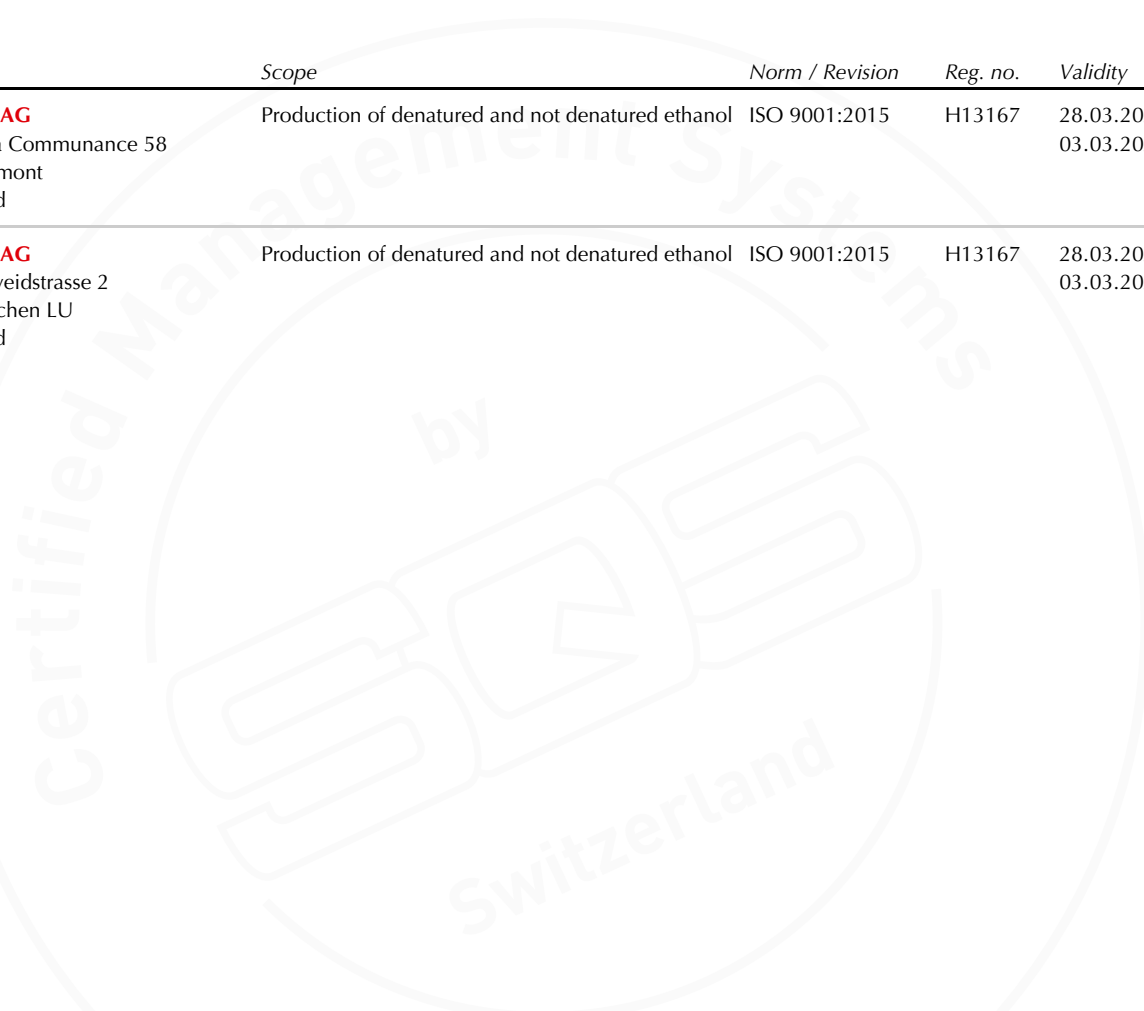 Scope Norm / Revision Reg. no. Validity
AG Production of denatured and not denatured ethanol ISO 9001:2015 H13167 28.03.20
a Communance 58 03.03.20
mont
d
AG Production of denatured and not denatured ethanol ISO 9001:2015 H13167 28.03.20
veidstrasse 2 03.03.20
chen LU
d
Certified Management Systems
by
SQS
Switzerland